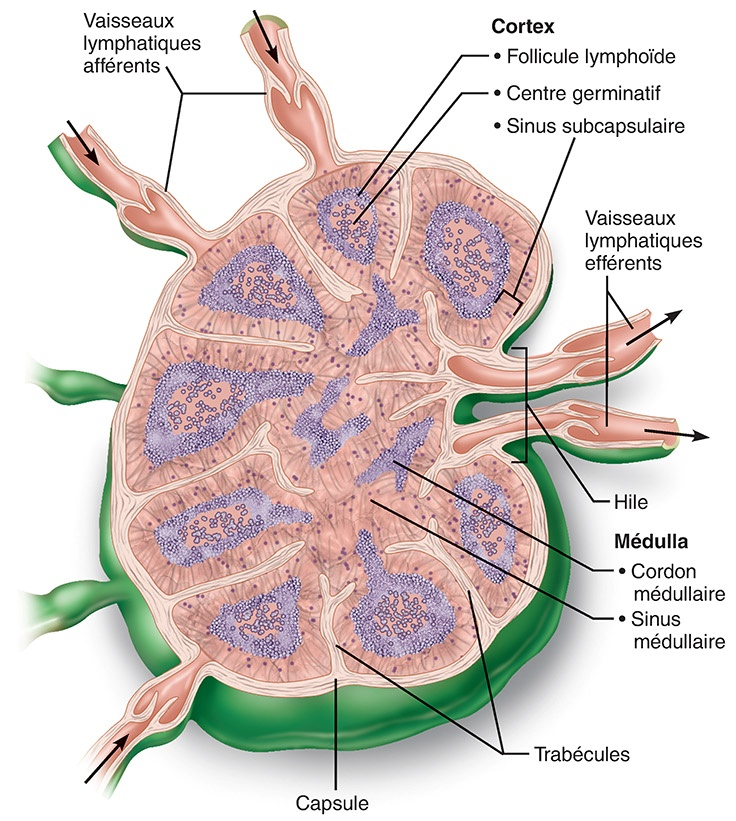 Vaisseaux
lymphatiques
afférents
Cortex
• Follicule lymphoïde
• Centre germinatif
• Sinus subcapsulaire
Vaisseaux
lymphatiques
efférents
Hile
Médulla
• Cordon
médullaire
• Sinus
médullaire
Trabécules
Capsule